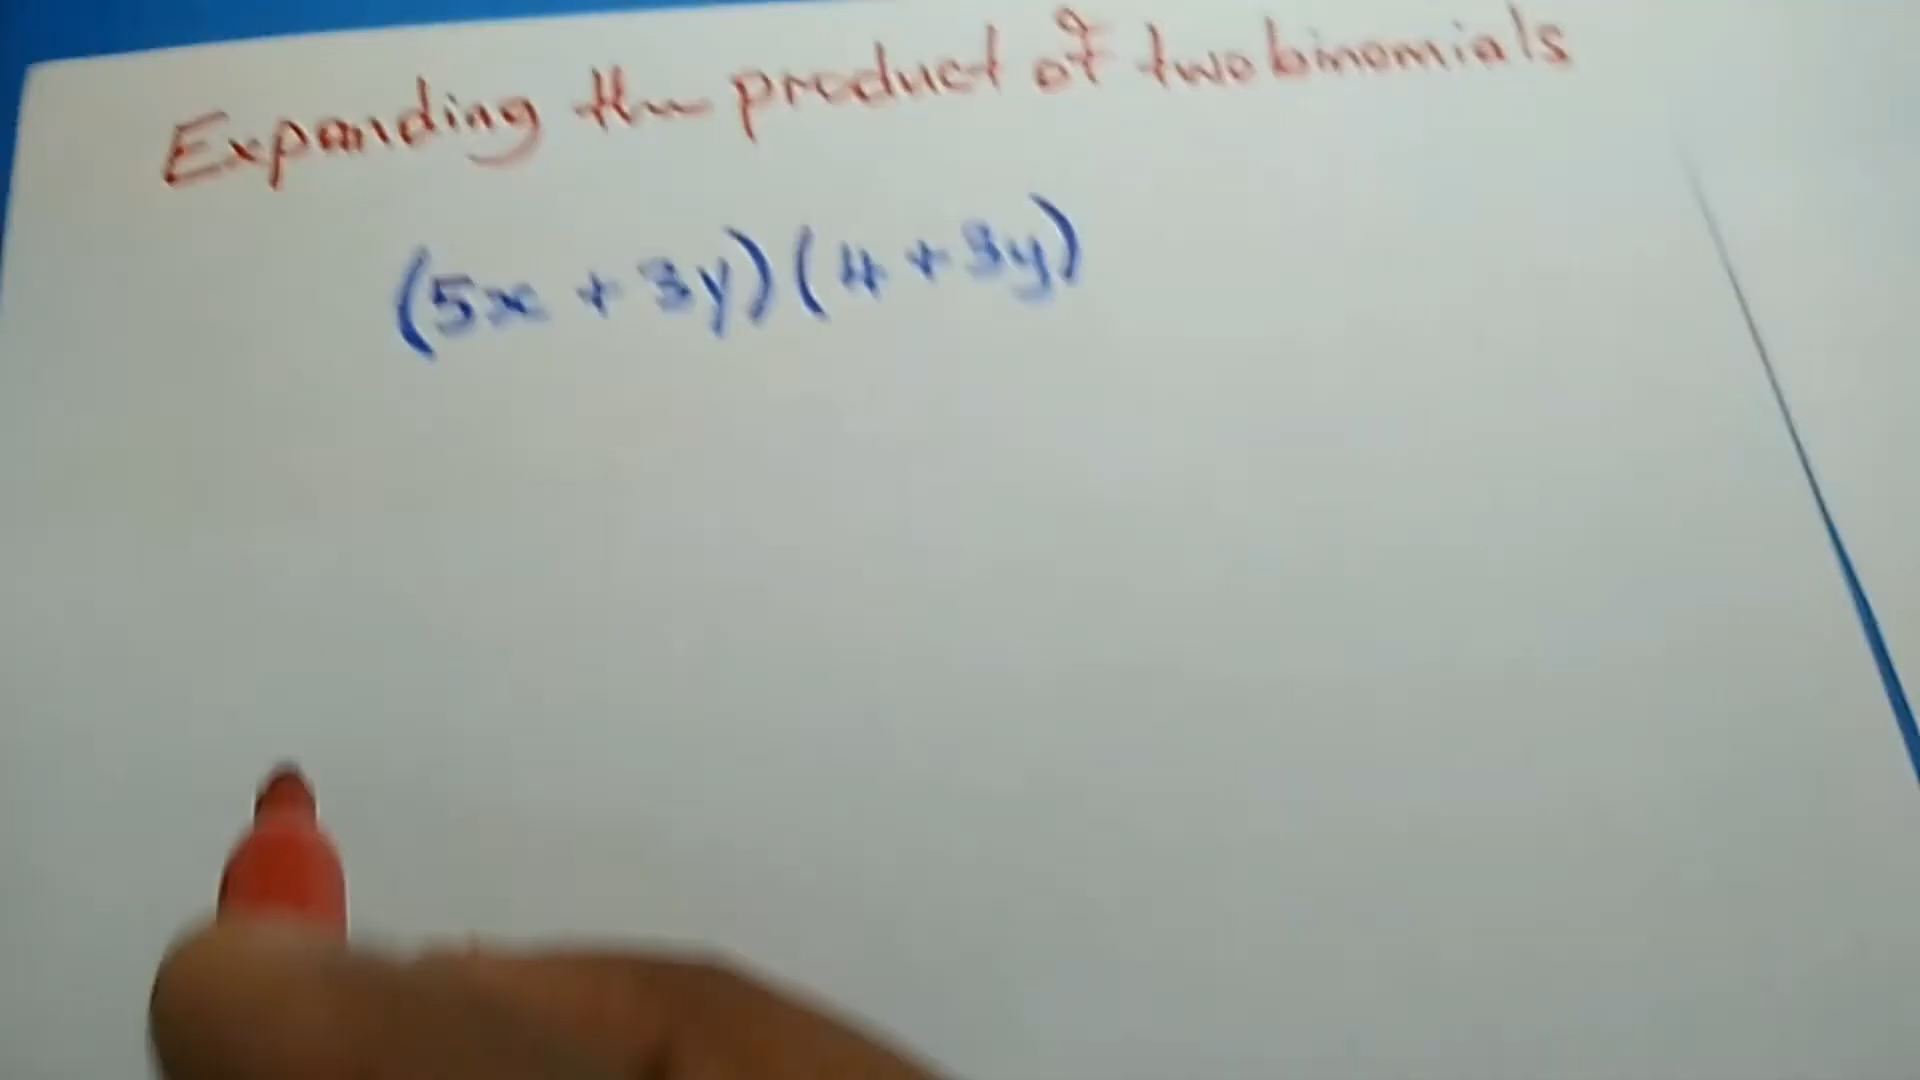 Expanding the product of two binomials
(5x + 3y)(4 + 3y)